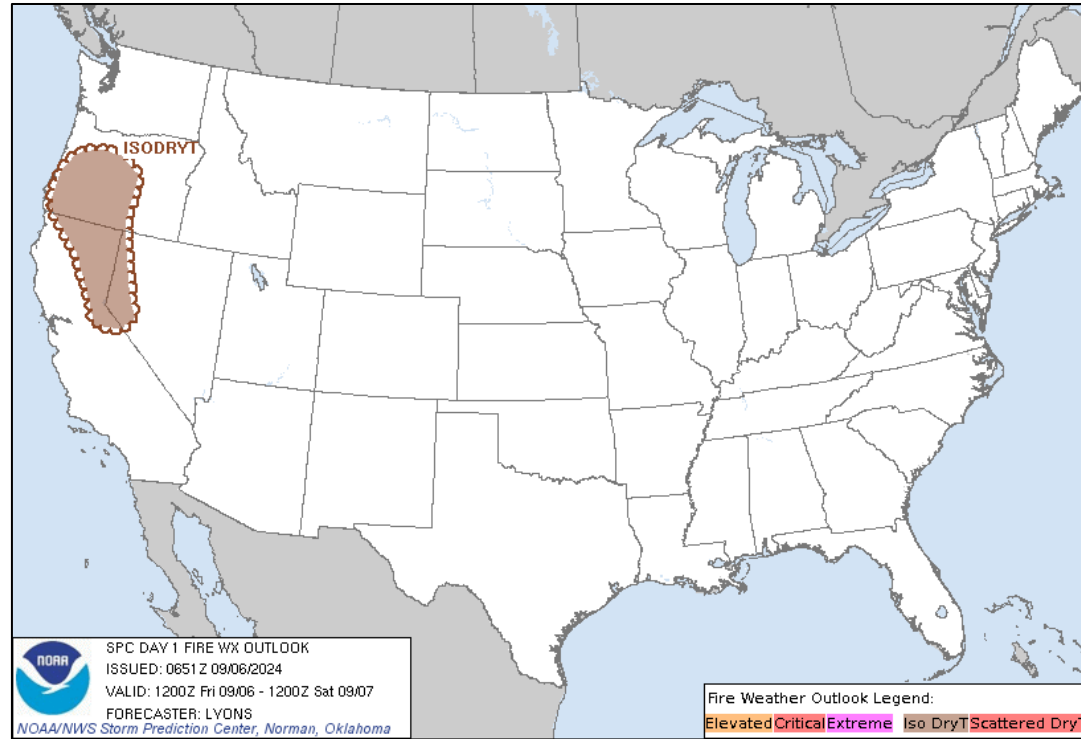 ISODRYT
NOAA
SPC DAY 1 FIRE WX OUTLOOK
ISSUED: 0651Z 09/06/2024
VALID: 1200Z Fri 09/06 - 1200Z Sat 09/07
FORECASTER: LYONS
NOAA/NWS Storm Prediction Center, Norman, Oklahoma
Fire Weather Outlook Legend:
Elevated Critical Extreme Iso DryT Scattered DryT